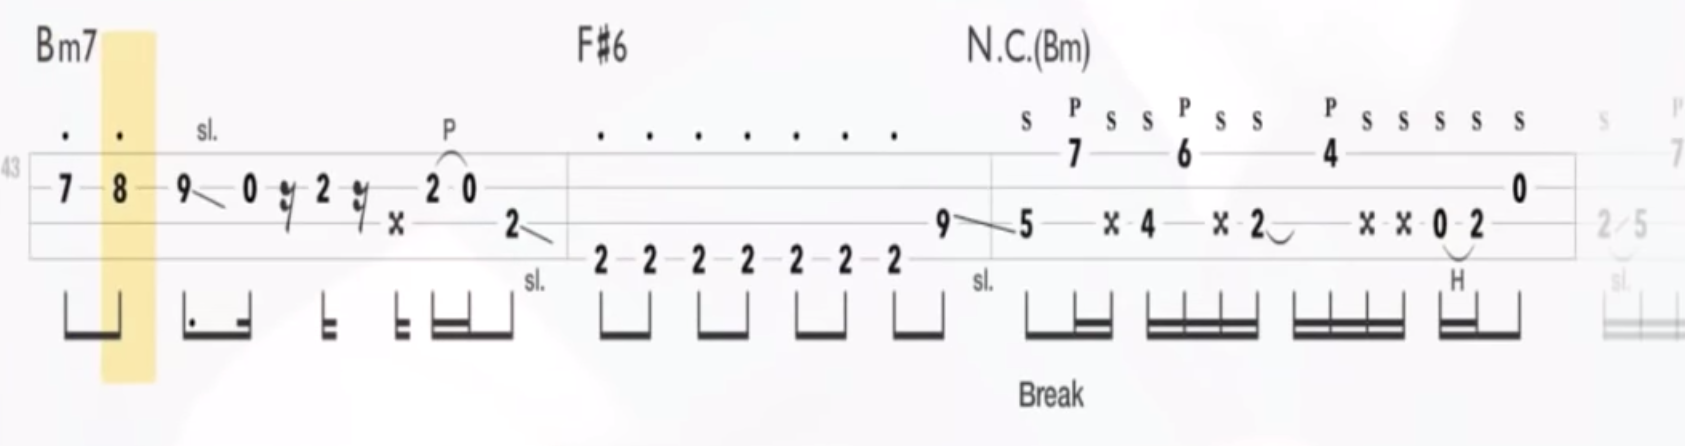 Bm7 F#6 N.C.(Bm)
P P P
sl. P S S S S S S S S S S S P
43 7 6 4 7
7 8 9 0 2 2 0 0
x 2 9 5 x 4 x 2 x x 0 2 2 5
2 2 2 2 2 2 2
sl. sl. H sl.
Break